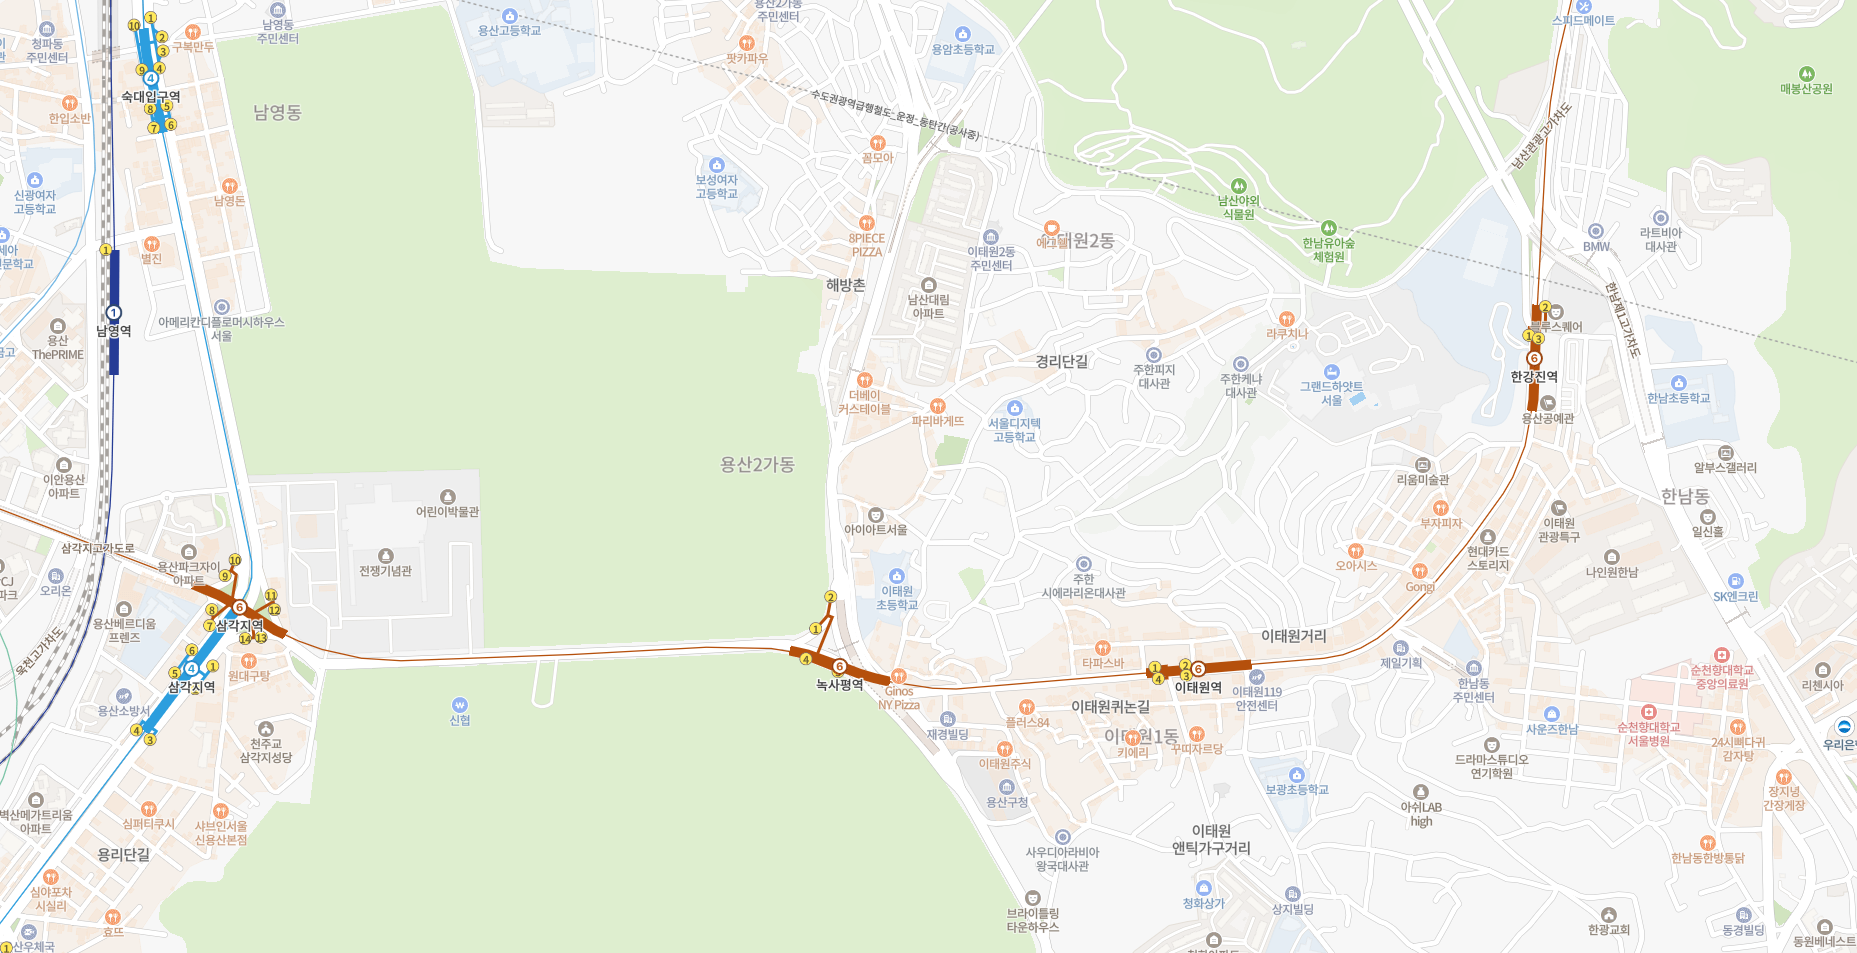 남영동
주민센터
청파동
주민센터
구복만두
숙대입구역
한입소반
남영동
신광여자
고등학교
남영돈
별진
남영역
용산
ThePRIME
아메리칸디플로머시하우스
서울
이안용산
아파트
용산고등학교
용산2가동
주민센터
팟카파우
용암초등학교
수도권광역급행철도_운정_동탄간(공사중)
꼼모아
보성여자
고등학교
8PIECE
PIZZA
이태원2동
주민센터
이태원2동
해방촌
남산대림
아파트
더베이
커스테이블
파리바게뜨
서울디지텍
고등학교
경리단길
주한피지
대사관
주한케냐
대사관
라쿠치나
그랜드하얏트
서울
남산야외
식물원
한남유아숲
체험원
스피드메이트
매봉산공원
남산관광고가차도
BMW
라트비아
대사관
한남제1고가차도
블루스퀘어
한강진역
용산공예관
한남초등학교
알부스갤러리
리움미술관
한남동
부자피자
이태원
관광특구
일신홀
현대카드
스토리지
오아시스
Gongi
나인원한남
SK엔크린
용산2가동
어린이박물관
전쟁기념관
아이아트서울
이태원
초등학교
주한
시에라리온대사관
삼각지고가도로
용산파크자이
아파트
오리온
용산베르디움
프렌즈
욱천고가차도
삼각지역
삼각지역
원대구탕
용산소방서
천주교
삼각지성당
신협
녹사평역
Ginos
NY Pizza
재경빌딩
타파스바
이태원거리
이태원역
이태원119
안전센터
이태원퀴논길
플러스84
이태원1동
키에리
꾸띠자르당
이태원주식
용산구청
보광초등학교
제일기획
한남동
주민센터
순천향대학교
중앙의료원
리첸시아
사운즈한남
순천향대학교
서울병원
24시뼈다귀
감자탕
우리은
드라마스튜디오
연기학원
장지녕
간장게장
아쉬LAB
high
이태원
앤틱가구거리
사우디아라비아
왕국대사관
한남동한방통닭
벽산메가트리움
아파트
심퍼티쿠시
샤브인서울
신용산본점
용리단길
심야포차
시실리
효뜨
산우체국
브라이틀링
타운하우스
청화상가
상지빌딩
한광교회
동경빌딩
동원베네스트